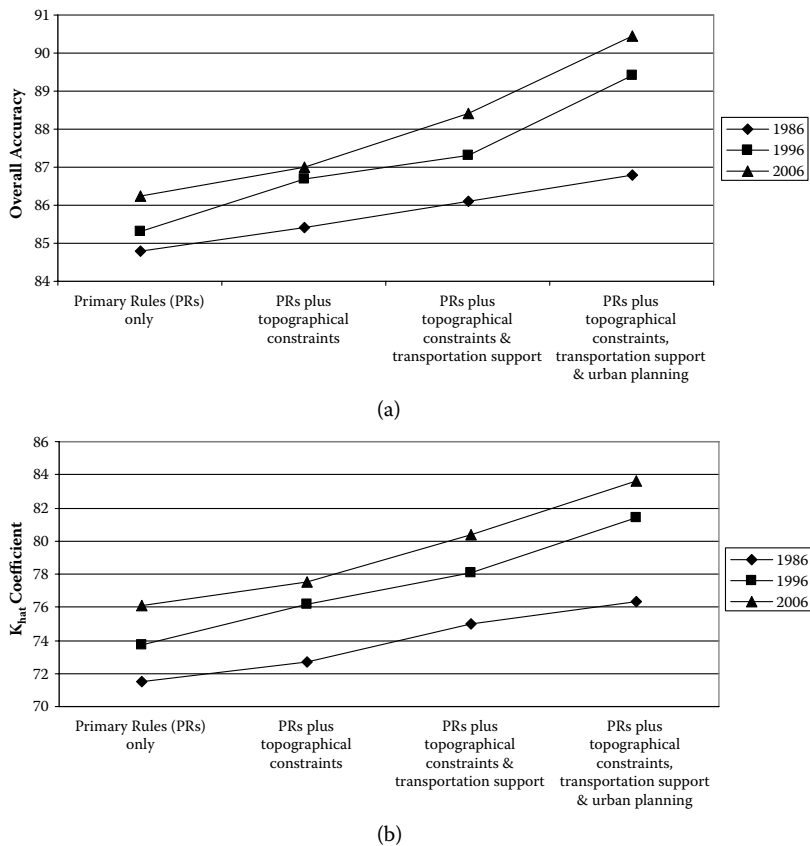 91
90
89
88
87
86
85
84
Overall Accuracy
Primary Rules (PRs)
only
PRs plus
topographical
constraints
PRs plus
topographical
constraints &
transportation support
PRs plus
topographical
constraints,
transportation support
& urban planning
1986
1996
2006
(a)
86
84
82
80
78
76
74
72
70
Khat Coefficient
Primary Rules (PRs)
only
PRs plus
topographical
constraints
PRs plus
topographical
constraints &
transportation support
PRs plus
topographical
constraints,
transportation support
& urban planning
1986
1996
2006
(b)